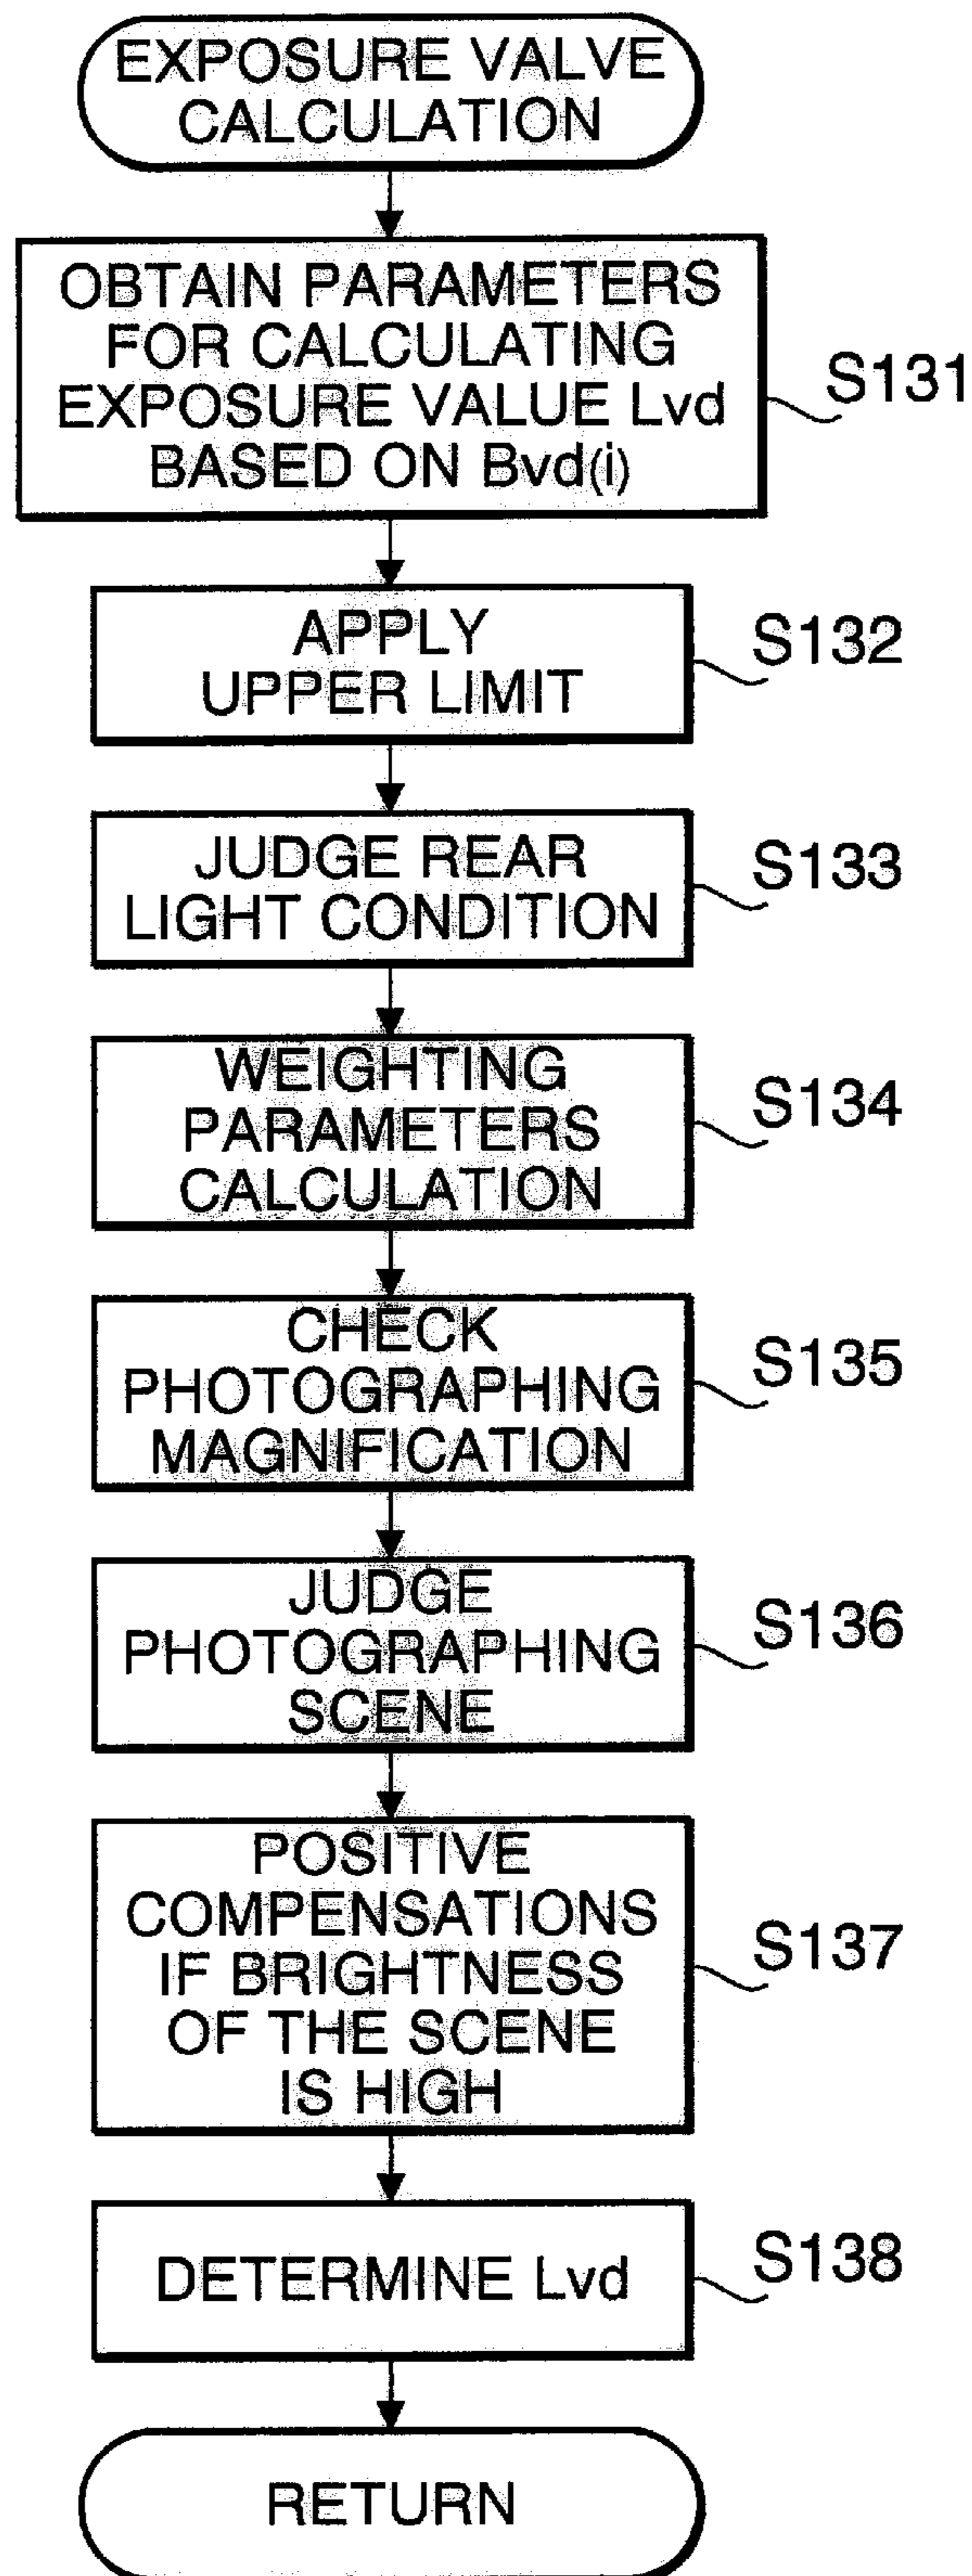 EXPOSURE VALVE
CALCULATION
OBTAIN PARAMETERS
FOR CALCULATING
EXPOSURE VALUE Lvd
BASED ON Bvd(i)
S131
APPLY
UPPER LIMIT
S132
JUDGE REAR
LIGHT CONDITION
S133
WEIGHTING
PARAMETERS
CALCULATION
S134
CHECK
PHOTOGRAPHING
MAGNIFICATION
S135
JUDGE
PHOTOGRAPHING
SCENE
S136
POSITIVE
COMPENSATIONS
IF BRIGHTNESS
OF THE SCENE
IS HIGH
S137
DETERMINE Lvd
S138
RETURN